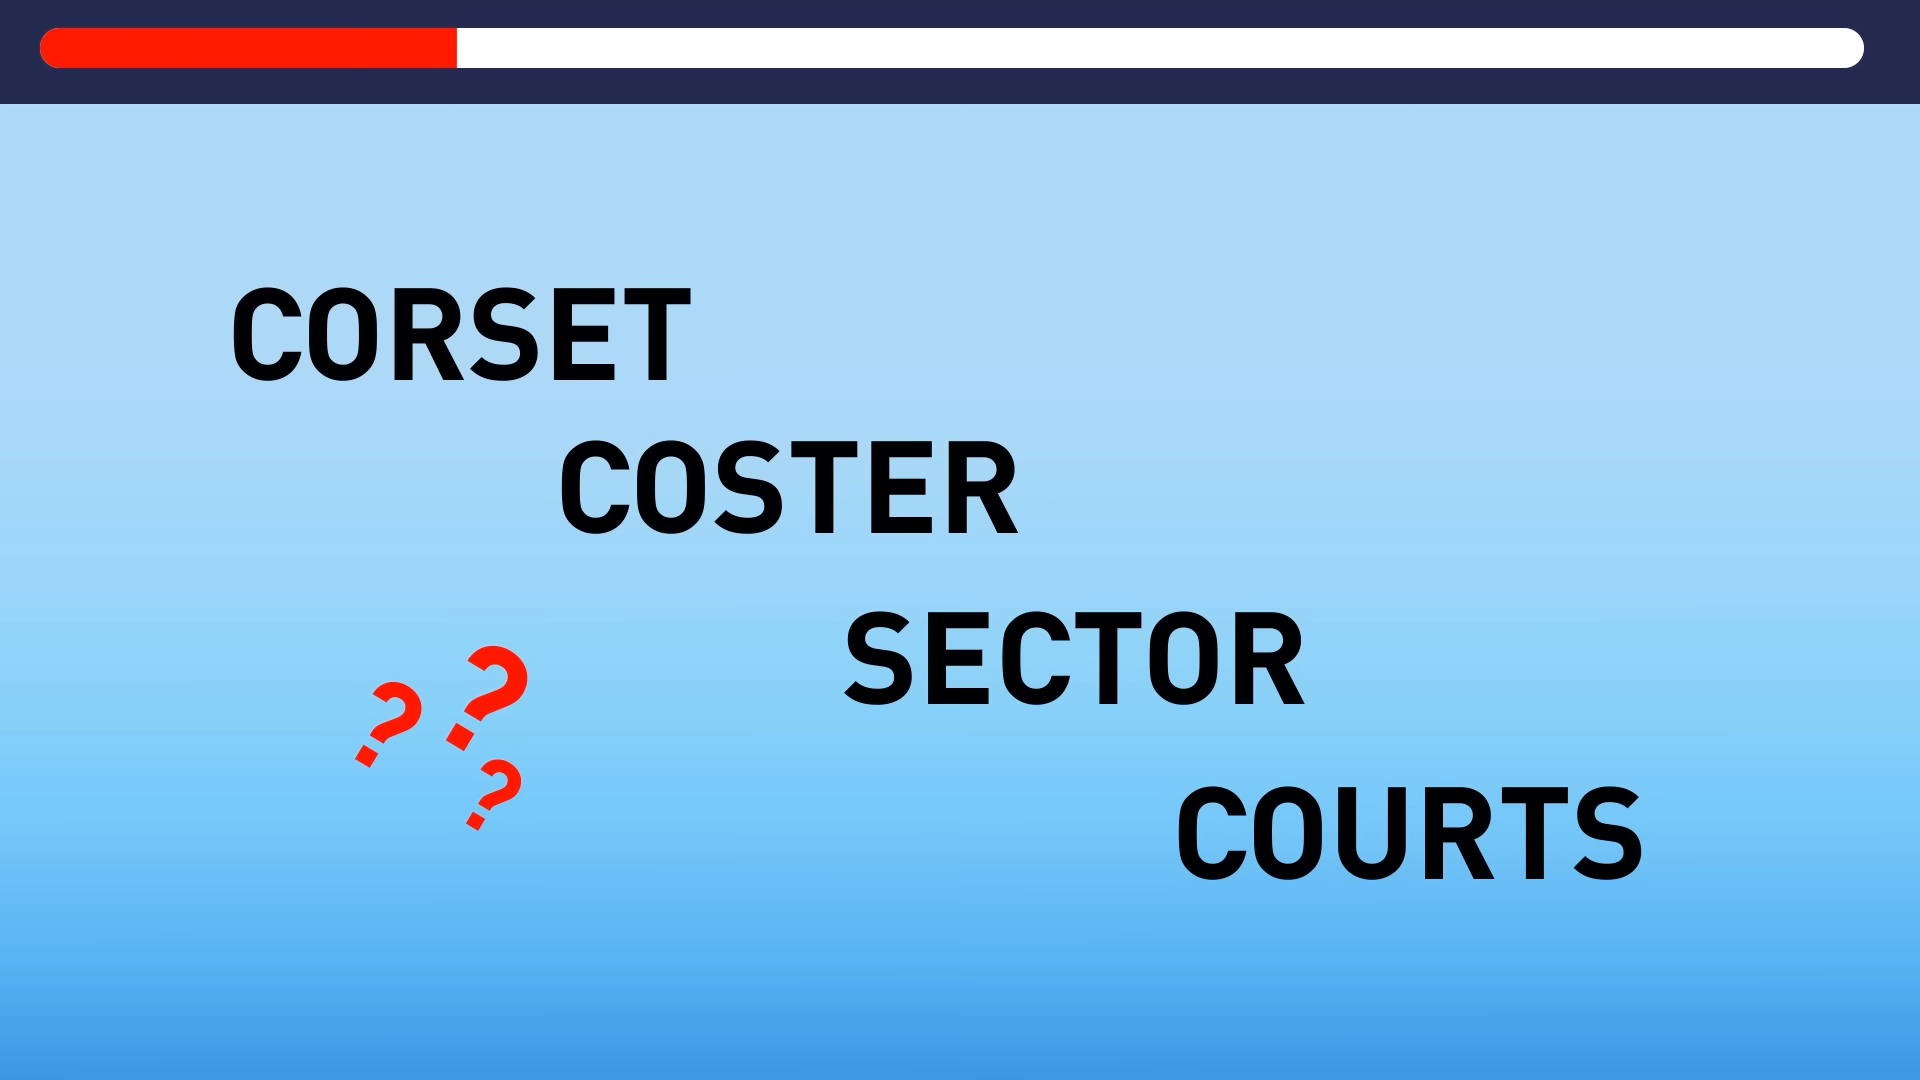 CORSET
COSTER
SECTOR
? ?
?
COURTS